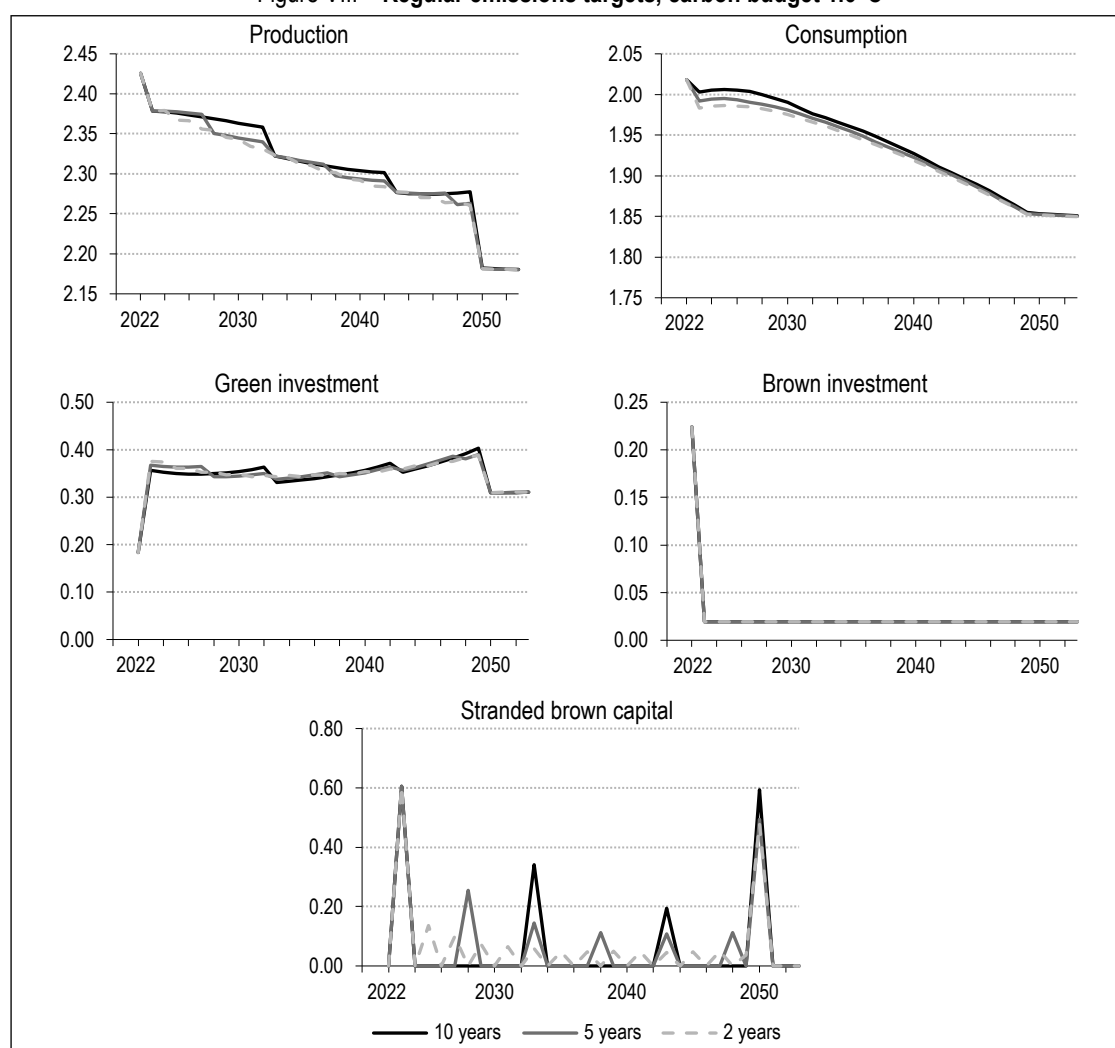 Regular emissions targets, carbon budget
Production
2.45
2.40
2.35
2.30
2.25
2.20
2.15
2022 2030 2040 2050
Consumption
2.05
2.00
1.95
1.90
1.85
1.80
1.75
2022 2030 2040 2050
Green investment
0.50
0.40
0.30
0.20
0.10
0.00
2022 2030 2040 2050
Brown investment
0.25
0.20
0.15
0.10
0.05
0.00
2022 2030 2040 2050
Stranded brown capital
0.80
0.60
0.40
0.20
0.00
2022 2030 2040 2050
10 years 5 years 2 years